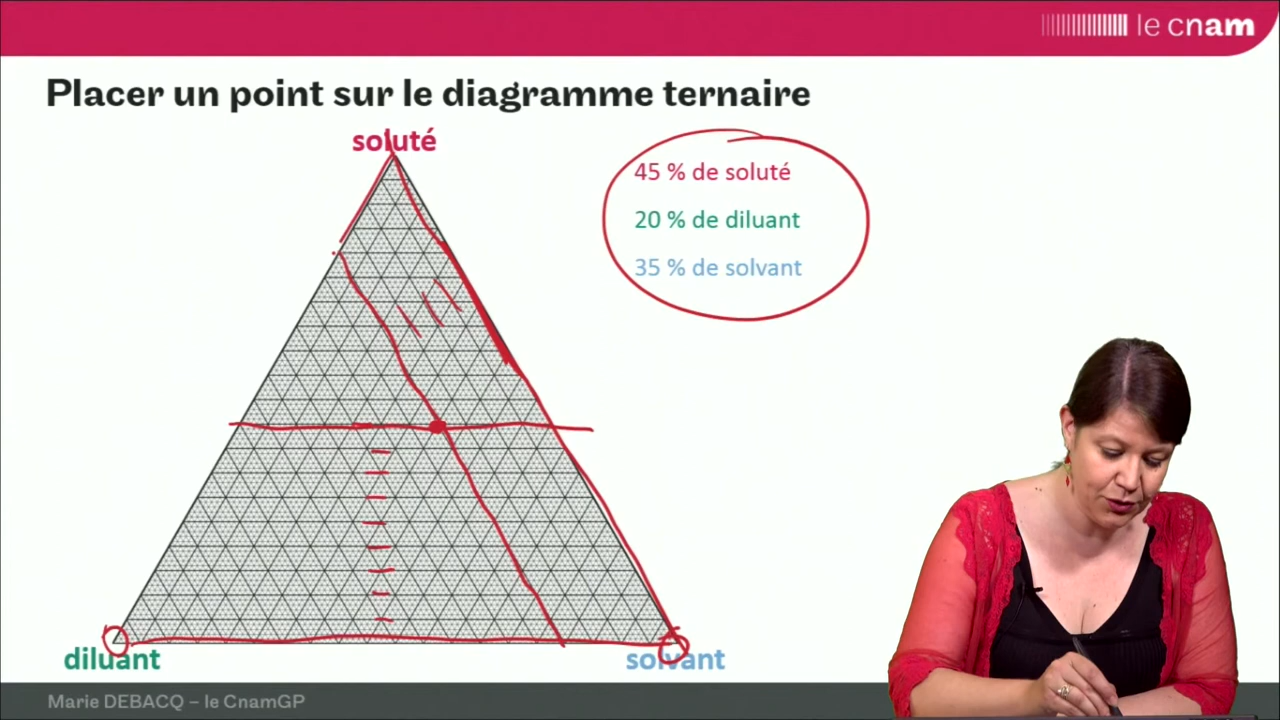 le cnam
Placer un point sur le diagramme ternaire
soluté
45 % de soluté
20 % de diluant
35 % de solvant
diluant
solvant
Marie DEBACQ – le CnamGP